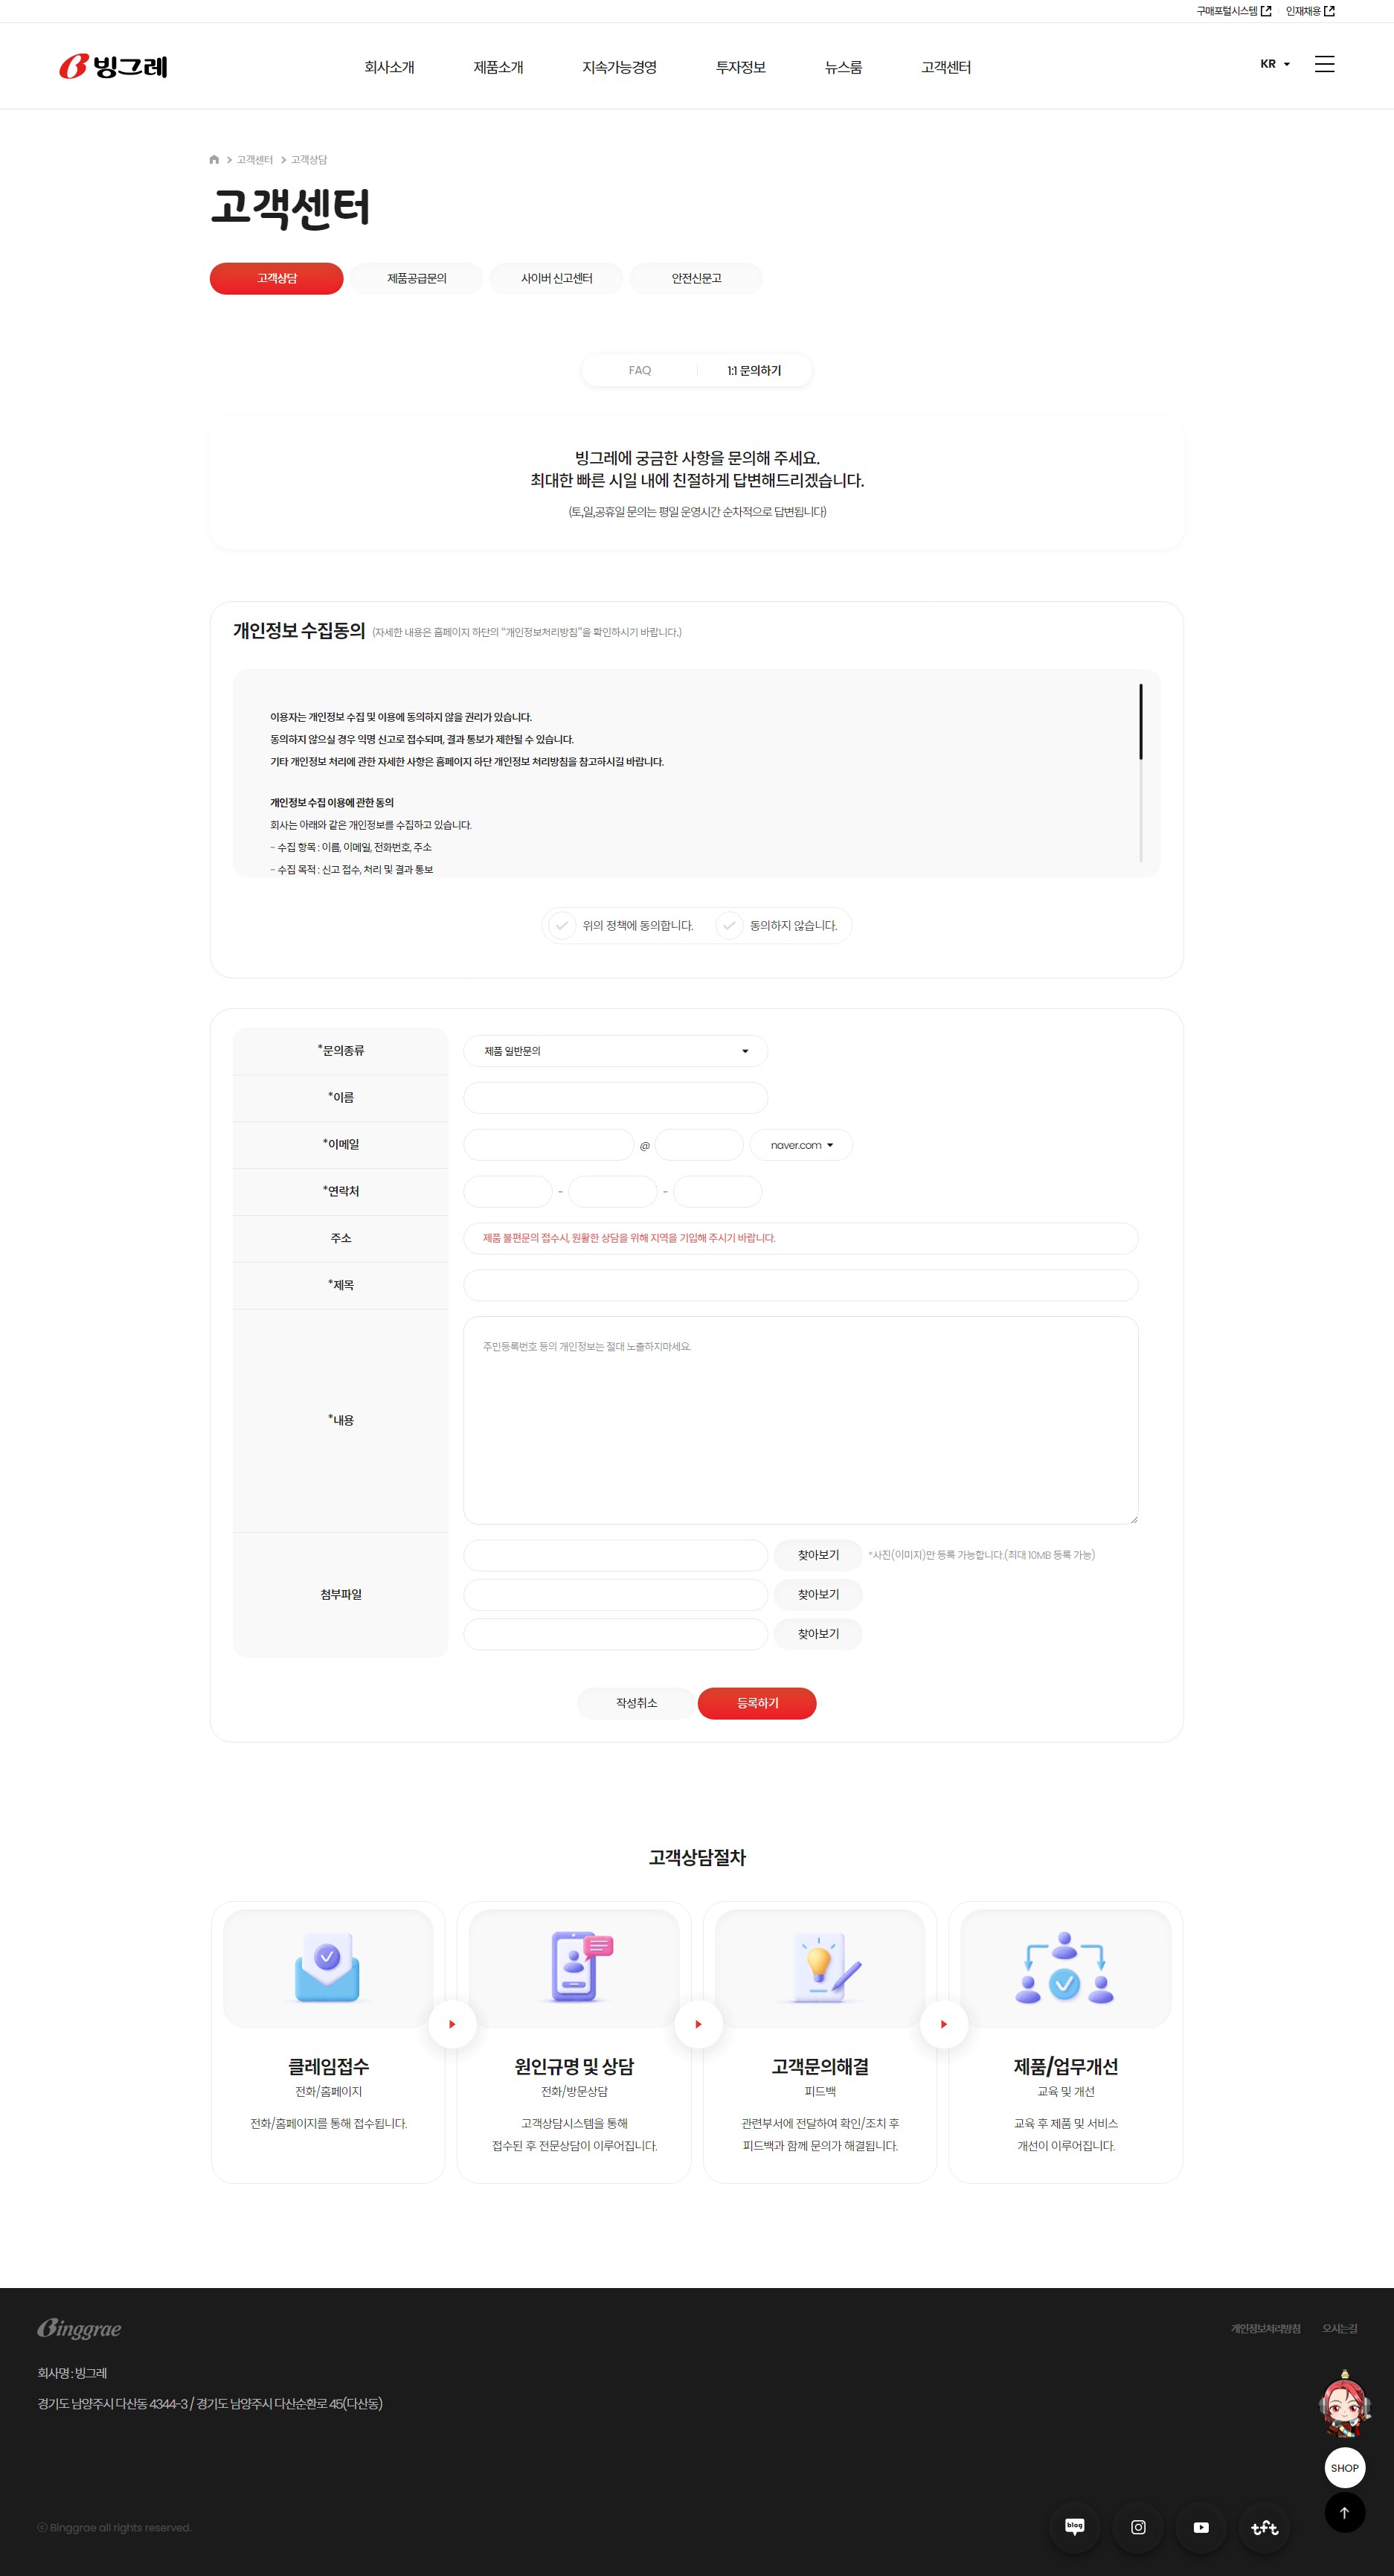 구매포털시스템 인재채용
빙그레 회사소개 제품소개 지속가능경영 투자정보 뉴스룸 고객센터 KR
고객센터 고객상담
고객센터
고객상담 제품공급문의 사이버 신고센터 안전신문고
FAQ 1:1 문의하기
빙그레에 궁금한 사항을 문의해 주세요.
최대한 빠른 시일 내에 친절하게 답변해드리겠습니다.
(토,일,공휴일 문의는 평일 운영시간 순차적으로 답변됩니다)
개인정보 수집동의 (자세한 내용은 홈페이지 하단의 "개인정보처리방침"을 확인하시기 바랍니다.)
이용자는 개인정보 수집 및 이용에 동의하지 않을 권리가 있습니다.
동의하지 않으실 경우 익명 신고로 접수되며, 결과 통보가 제한될 수 있습니다.
기타 개인정보 처리에 관한 자세한 사항은 홈페이지 하단 개인정보 처리방침을 참고하시길 바랍니다.
개인정보 수집 이용에 관한 동의
회사는 아래와 같은 개인정보를 수집하고 있습니다.
- 수집 항목 : 이름, 이메일, 전화번호, 주소
- 수집 목적 : 신고 접수, 처리 및 결과 통보
위의 정책에 동의합니다. 동의하지 않습니다.
*문의종류 제품 일반문의
*이름
*이메일 @ naver.com
*연락처 - -
주소 제품 불편문의 접수시, 원활한 상담을 위해 지역을 기입해 주시기 바랍니다.
*제목
주민등록번호 등의 개인정보는 절대 노출하지마세요.
*내용
찾아보기 *사진(이미지)만 등록 가능합니다.(최대 10MB 등록 가능)
첨부파일 찾아보기
찾아보기
작성취소 등록하기
고객상담절차
클레임접수
전화/홈페이지
전화/홈페이지를 통해 접수됩니다.
원인규명 및 상담
전화/방문상담
고객상담시스템을 통해
접수된 후 전문상담이 이루어집니다.
고객문의해결
피드백
관련부서에 전달하여 확인/조치 후
피드백과 함께 문의가 해결됩니다.
제품/업무개선
교육 및 개선
교육 후 제품 및 서비스
개선이 이루어집니다.
Binggrae 개인정보처리방침 오시는길
회사명 : 빙그레
경기도 남양주시 다산동 4344-3 / 경기도 남양주시 다산순환로 45(다산동)
SHOP
ⓒ Binggrae all rights reserved.
blog tft